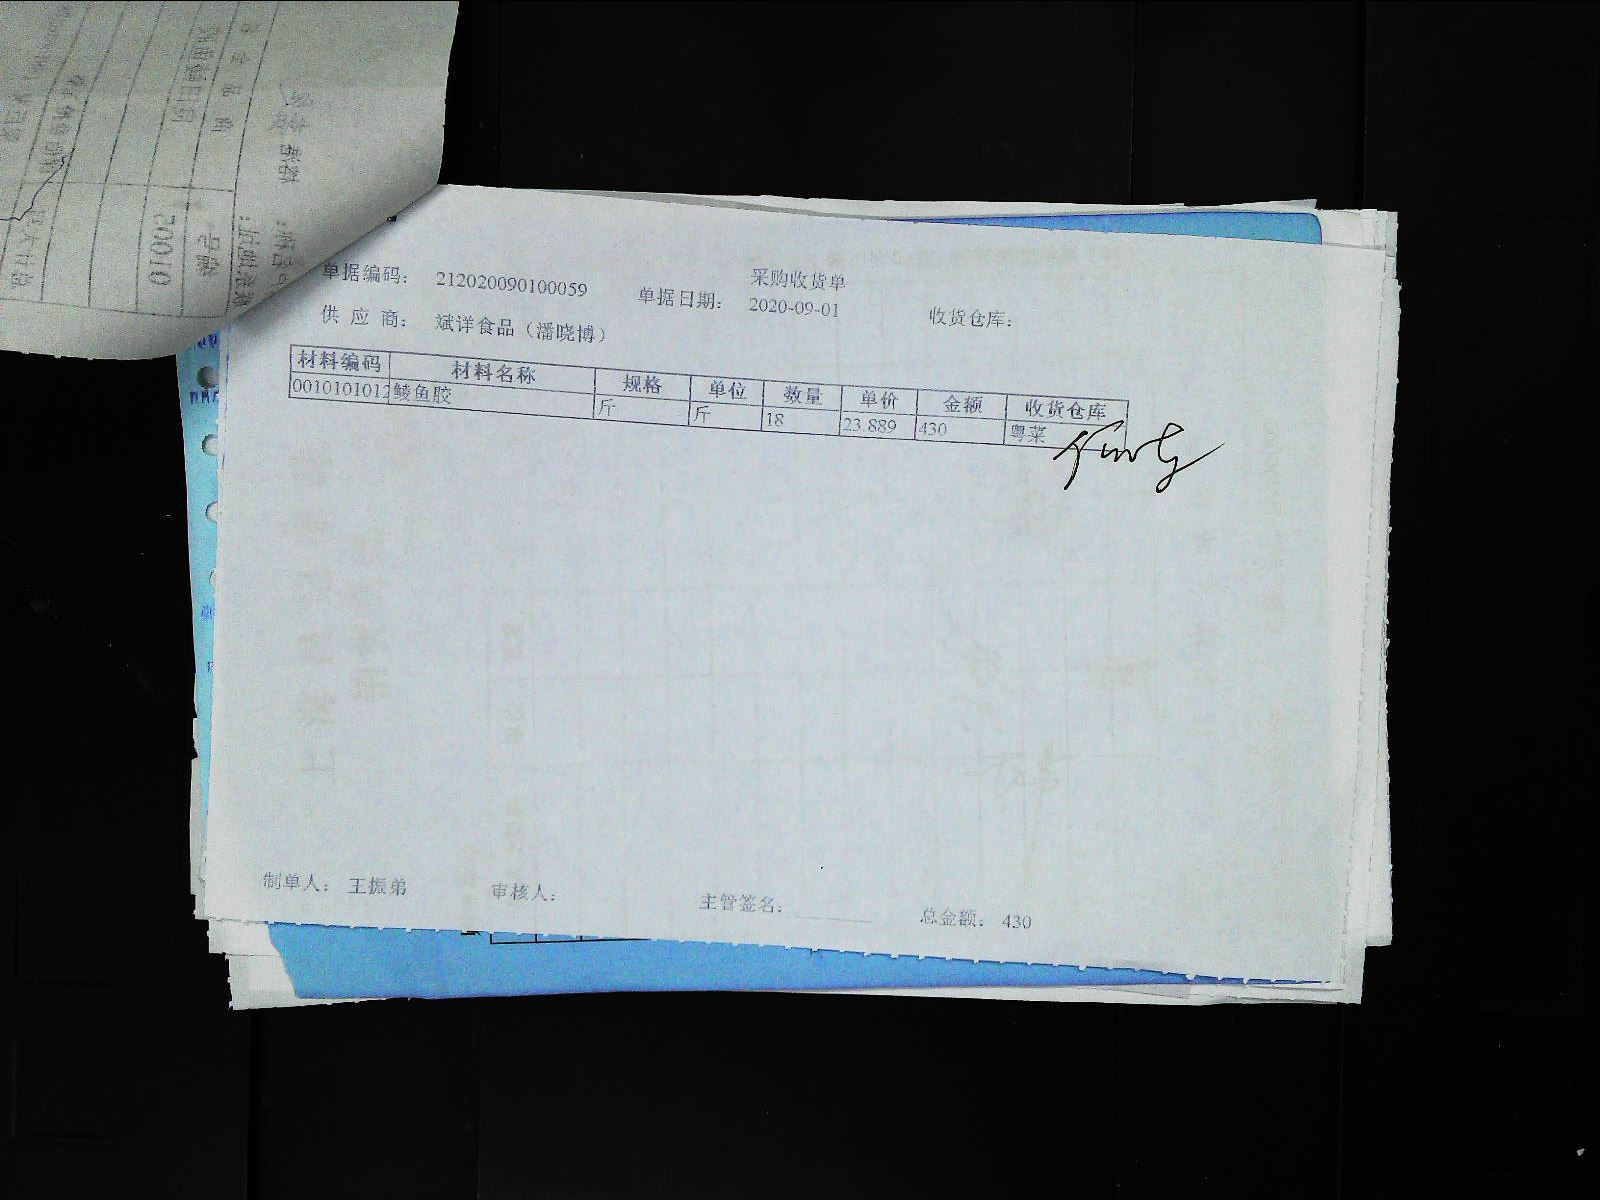 采购收货单
单据编码： 212020090100059 单据日期： 2020-09-01 收货仓库：
供 应 商： 斌详食品（潘晓博）
材料编码 材料名称 规格 单位 数量 单价 金额 收货仓库
0010101012 鲮鱼胶 斤 斤 18 23.889 430 粤菜
制单人： 王振弟 审核人： 主管签名： 总金额： 430